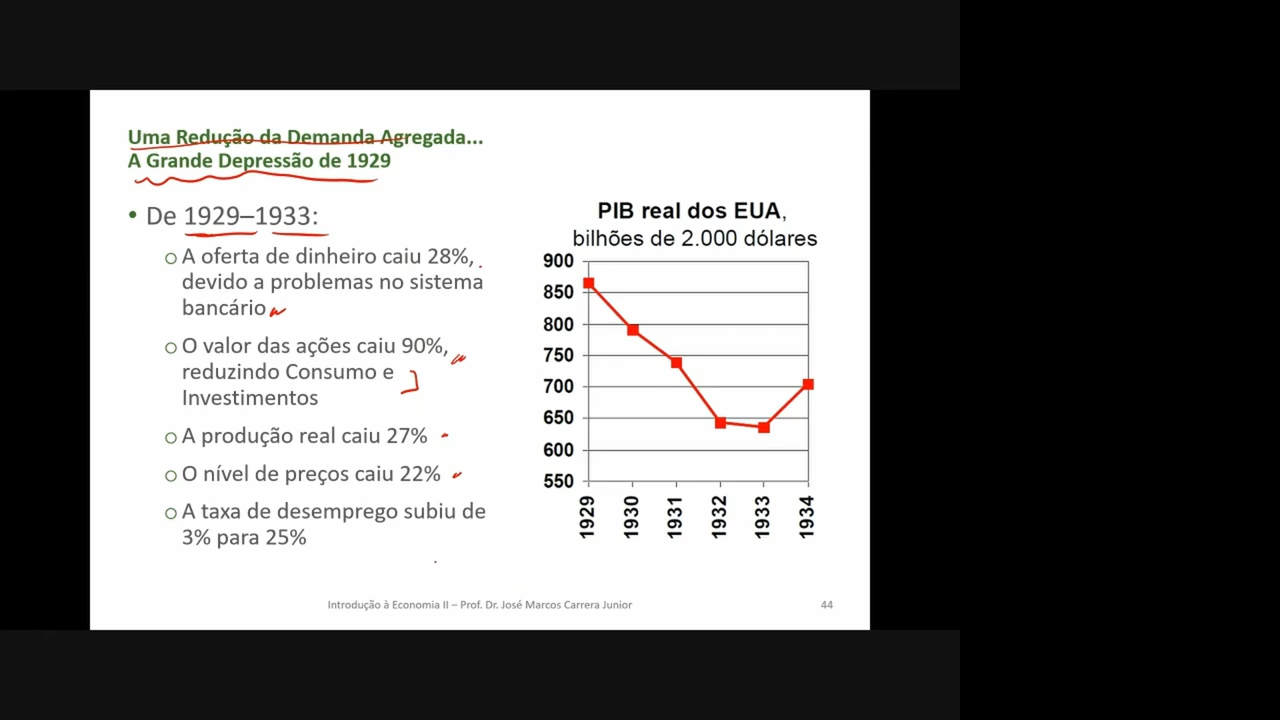 Uma Redução da Demanda Agregada...
A Grande Depressão de 1929
• De 1929–1933:
o A oferta de dinheiro caiu 28%,
devido a problemas no sistema
bancário
o O valor das ações caiu 90%,
reduzindo Consumo e
Investimentos
o A produção real caiu 27%
o O nível de preços caiu 22%
o A taxa de desemprego subiu de
3% para 25%
PIB real dos EUA,
bilhões de 2.000 dólares
900
850
800
750
700
650
600
550
1929
1930
1931
1932
1933
1934
Introdução à Economia II – Prof. Dr. José Marcos Carrera Junior
44